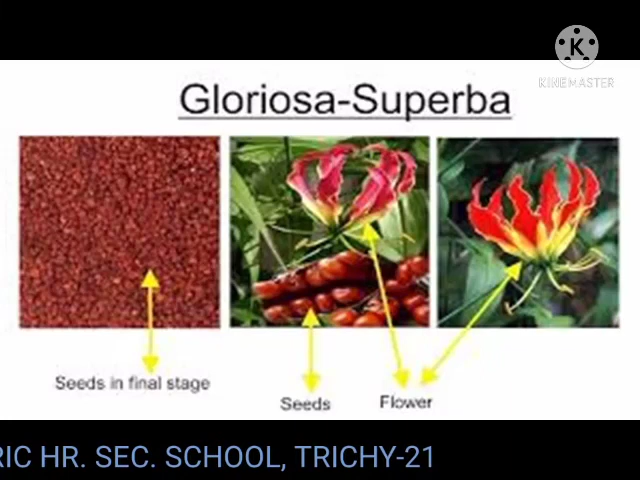 K
KINEMASTER
Gloriosa-Superba
Seeds in final stage
Seeds
Flower
RIC HR. SEC. SCHOOL, TRICHY-21